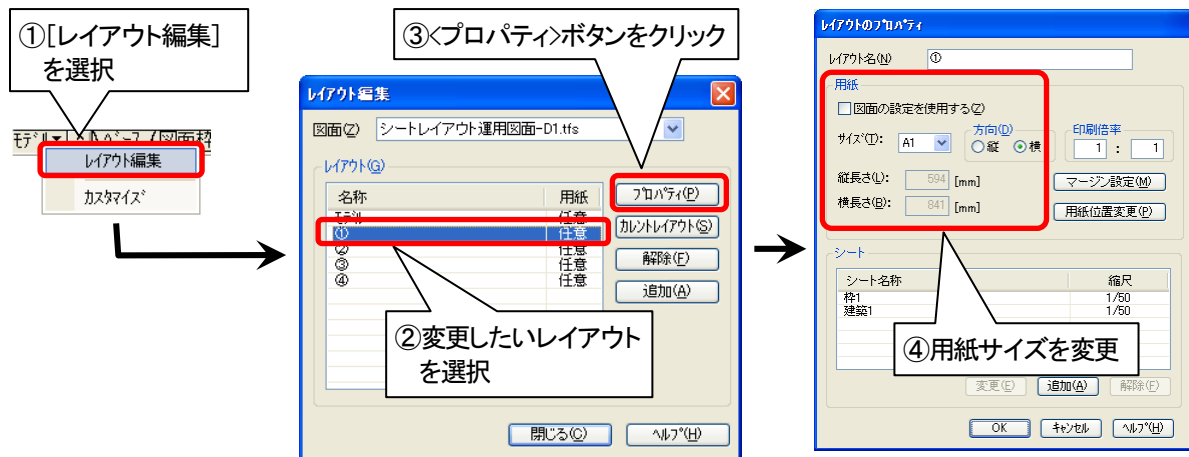 ①[レイアウト編集]
を選択
モデル▼
レイアウト編集
カスタマイズ
③<プロパティ>ボタンをクリック
レイアウト編集
図面(Z)
シートレイアウト運用図面-D1.tfs
レイアウト(G)
名称 用紙
モデル 任意
① 任意
② 任意
③ 任意
④ 任意
プロパティ(P)
カレントレイアウト(S)
解除(F)
追加(A)
②変更したいレイアウト
を選択
閉じる(C)
ヘルプ(H)
レイアウトのプロパティ
レイアウト名(N) ①
用紙
図面の設定を使用する(Z)
サイズ(T): A1
方向(D)
縦 横
印刷倍率
1 : 1
縦長さ(L): 594 [mm]
マージン設定(M)
横長さ(B): 841 [mm]
用紙位置変更(P)
シート
シート名称 縮尺
枠1 1/50
建築1 1/50
④用紙サイズを変更
変更(E) 追加(A) 解除(F)
OK キャンセル ヘルプ(H)